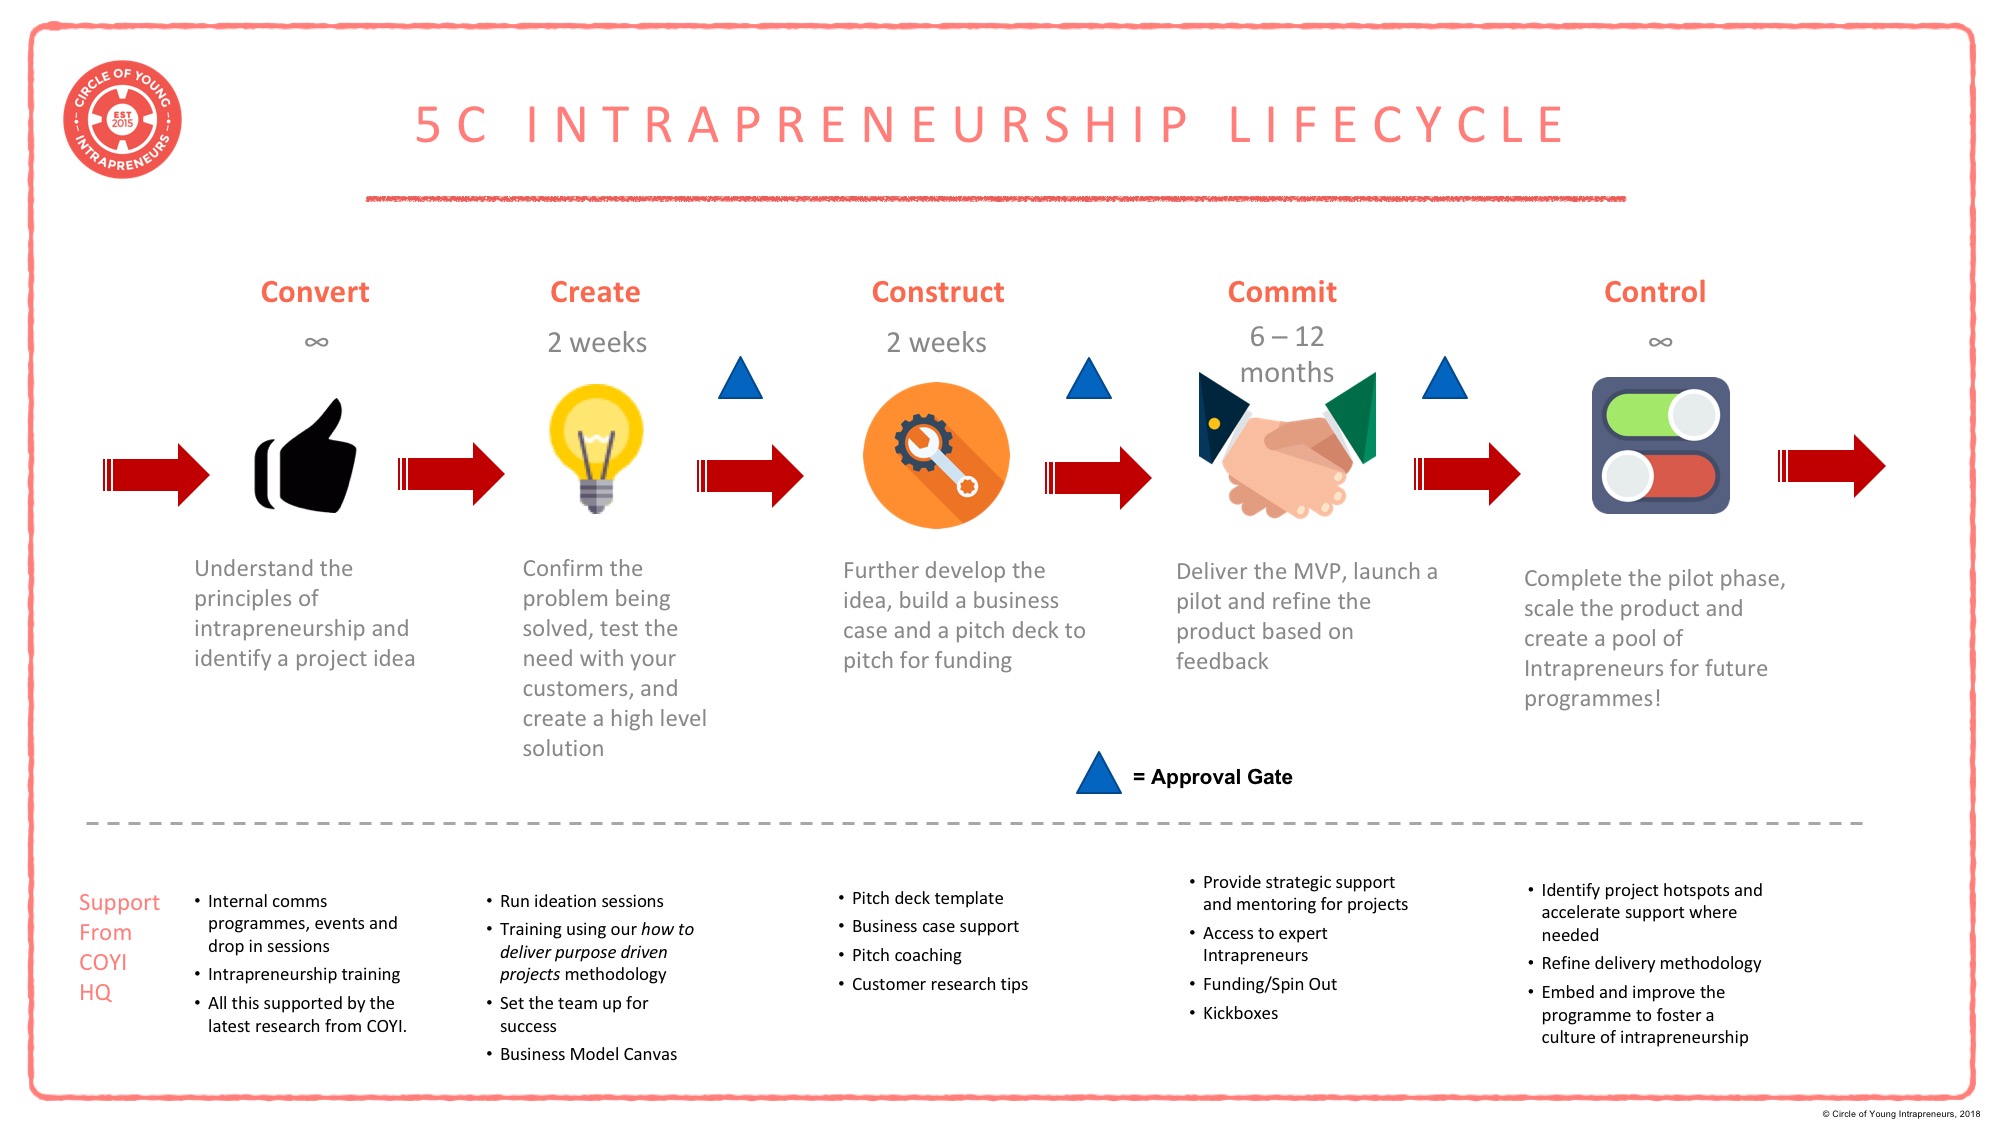 CIRCLE OF YOUNG
EST
2015
INTRAPRENEURS
5C INTRAPRENEURSHIP LIFECYCLE
Convert
∞
Understand the
principles of
intrapreneurship and
identify a project idea
Create
2 weeks
Confirm the
problem being
solved, test the
need with your
customers, and
create a high level
solution
Construct
2 weeks
Further develop the
idea, build a business
case and a pitch deck to
pitch for funding
Commit
6 – 12
months
Deliver the MVP, launch a
pilot and refine the
product based on
feedback
Control
∞
Complete the pilot phase,
scale the product and
create a pool of
Intrapreneurs for future
programmes!
= Approval Gate
Support
From
COYI
HQ
• Internal comms
programmes, events and
drop in sessions
• Intrapreneurship training
• All this supported by the
latest research from COYI.
• Run ideation sessions
• Training using our how to
deliver purpose driven
projects methodology
• Set the team up for
success
• Business Model Canvas
• Pitch deck template
• Business case support
• Pitch coaching
• Customer research tips
• Provide strategic support
and mentoring for projects
• Access to expert
Intrapreneurs
• Funding/Spin Out
• Kickboxes
• Identify project hotspots and
accelerate support where
needed
• Refine delivery methodology
• Embed and improve the
programme to foster a
culture of intrapreneurship
© Circle of Young Intrapreneurs, 2018